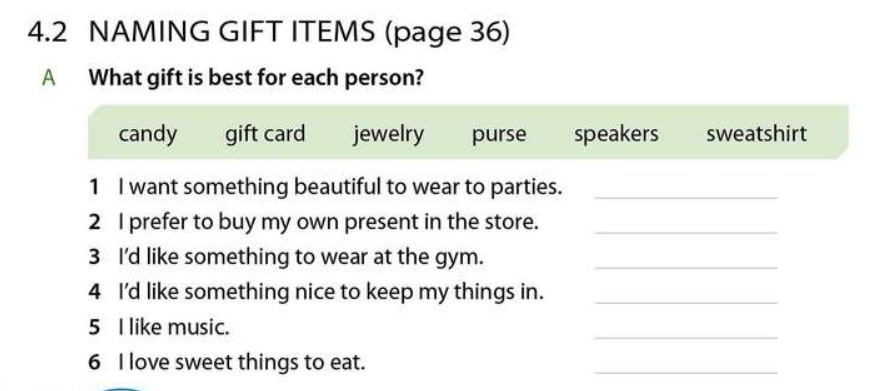 4.2 NAMING GIFT ITEMS (page 36)
A What gift is best for each person?
candy gift card jewelry purse speakers sweatshirt
1 I want something beautiful to wear to parties.
2 I prefer to buy my own present in the store.
3 I’d like something to wear at the gym.
4 I’d like something nice to keep my things in.
5 I like music.
6 I love sweet things to eat.